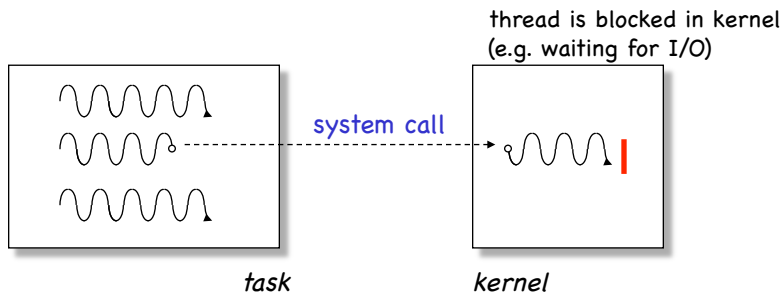 thread is blocked in kernel
(e.g. waiting for I/O)
system call
task
kernel